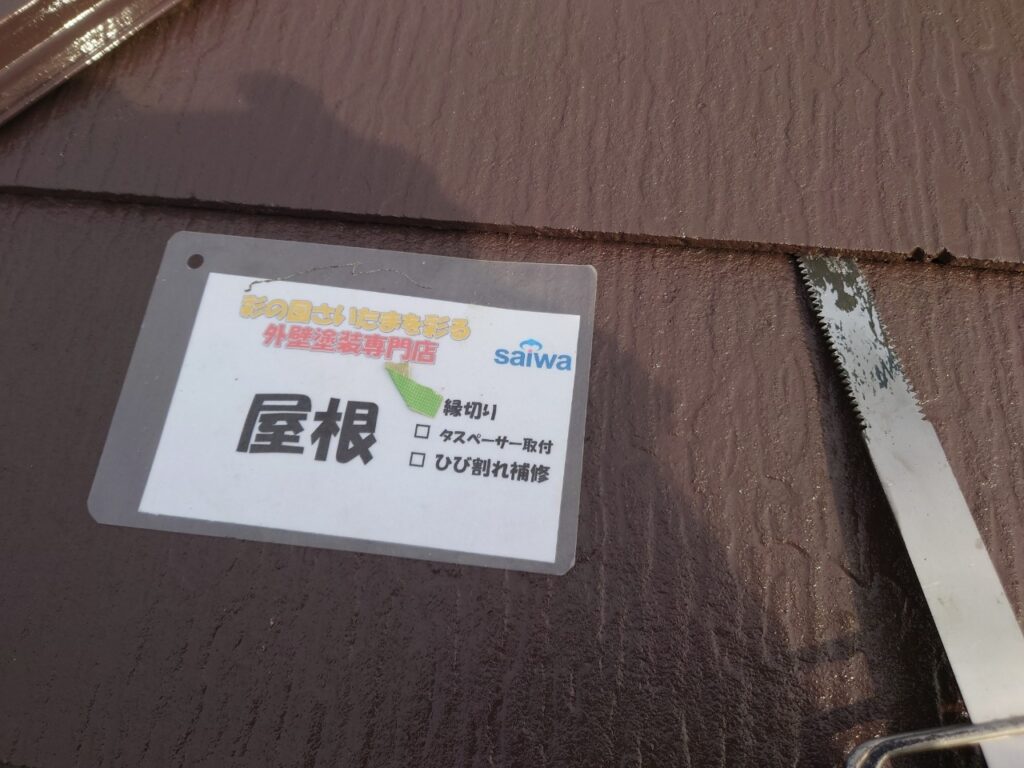 彩の国さいたまを彩る
外壁塗装専門店
saiwa
屋根
縁切り
□ タスペーサー取付
□ ひび割れ補修